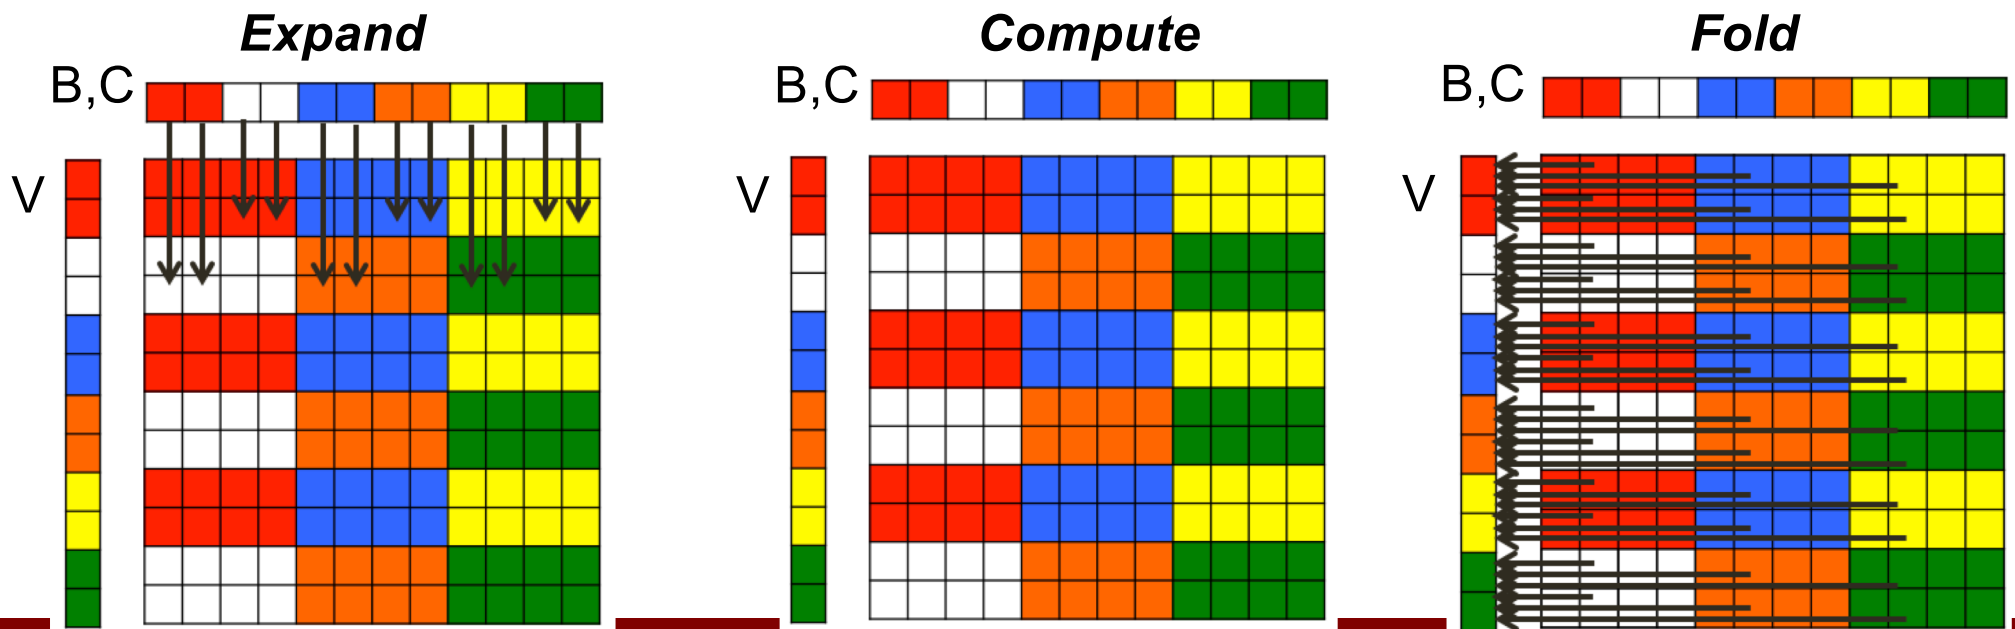 Expand
Compute
Fold
B,C
B,C
B,C
V
V
V